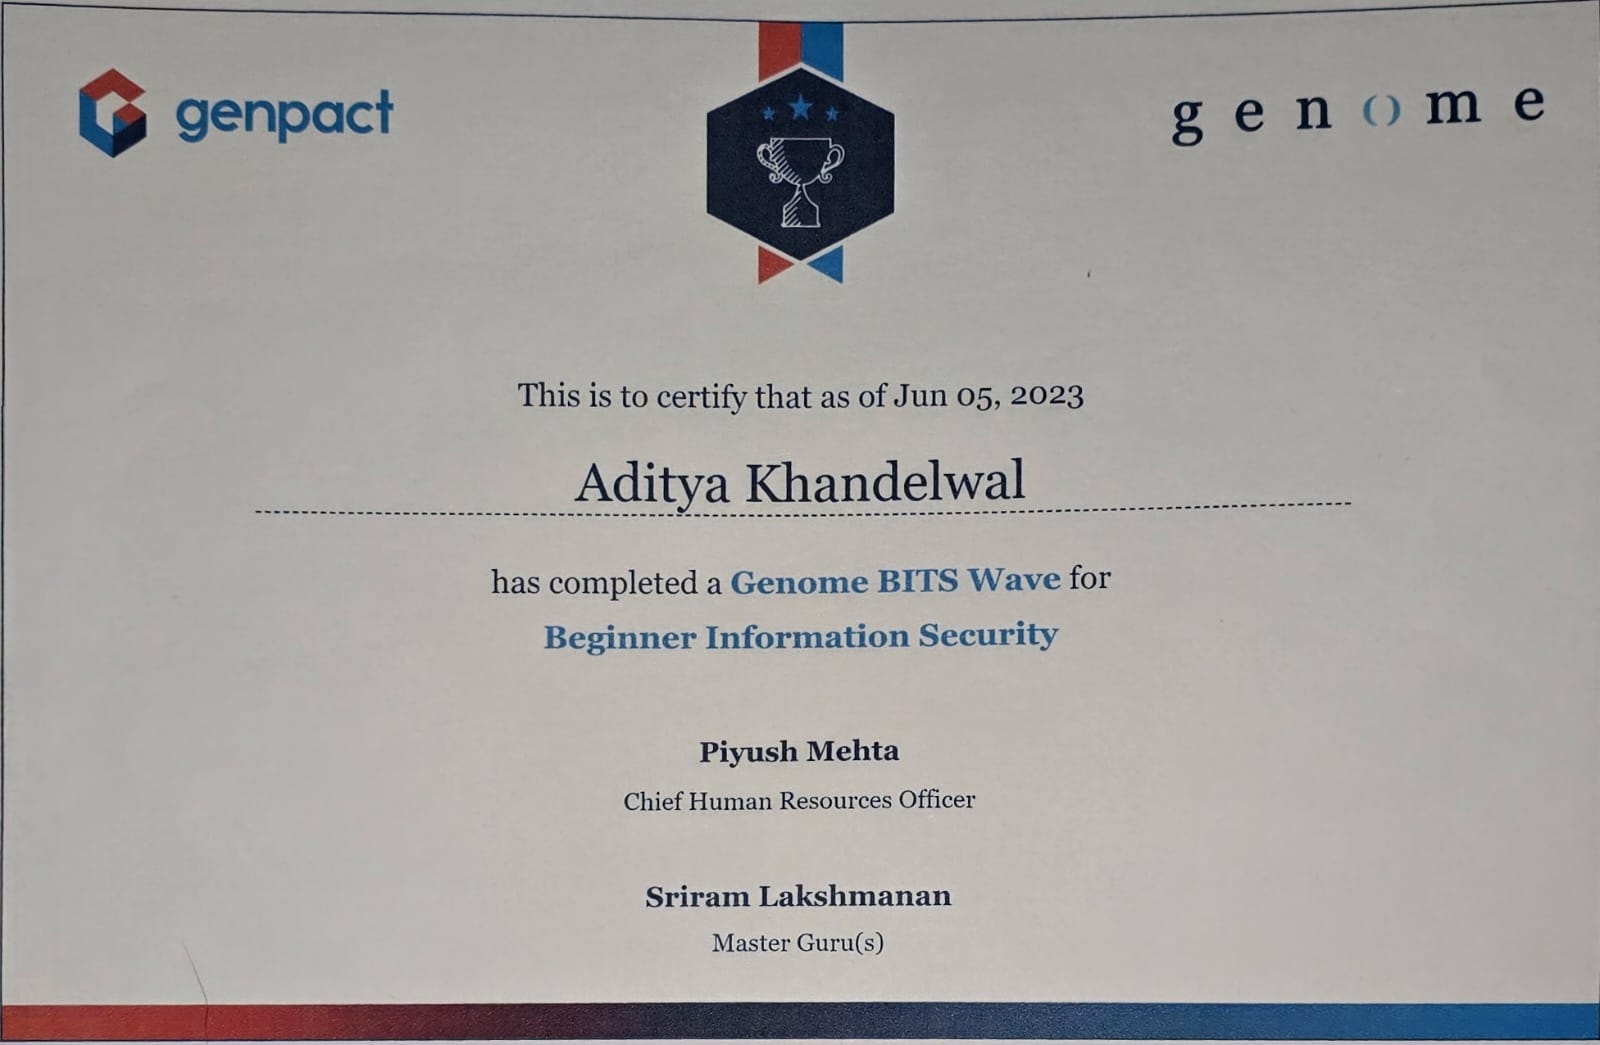 genpact
genome
This is to certify that as of Jun 05, 2023
Aditya Khandelwal
has completed a Genome BITS Wave for
Beginner Information Security
Piyush Mehta
Chief Human Resources Officer
Sriram Lakshmanan
Master Guru(s)